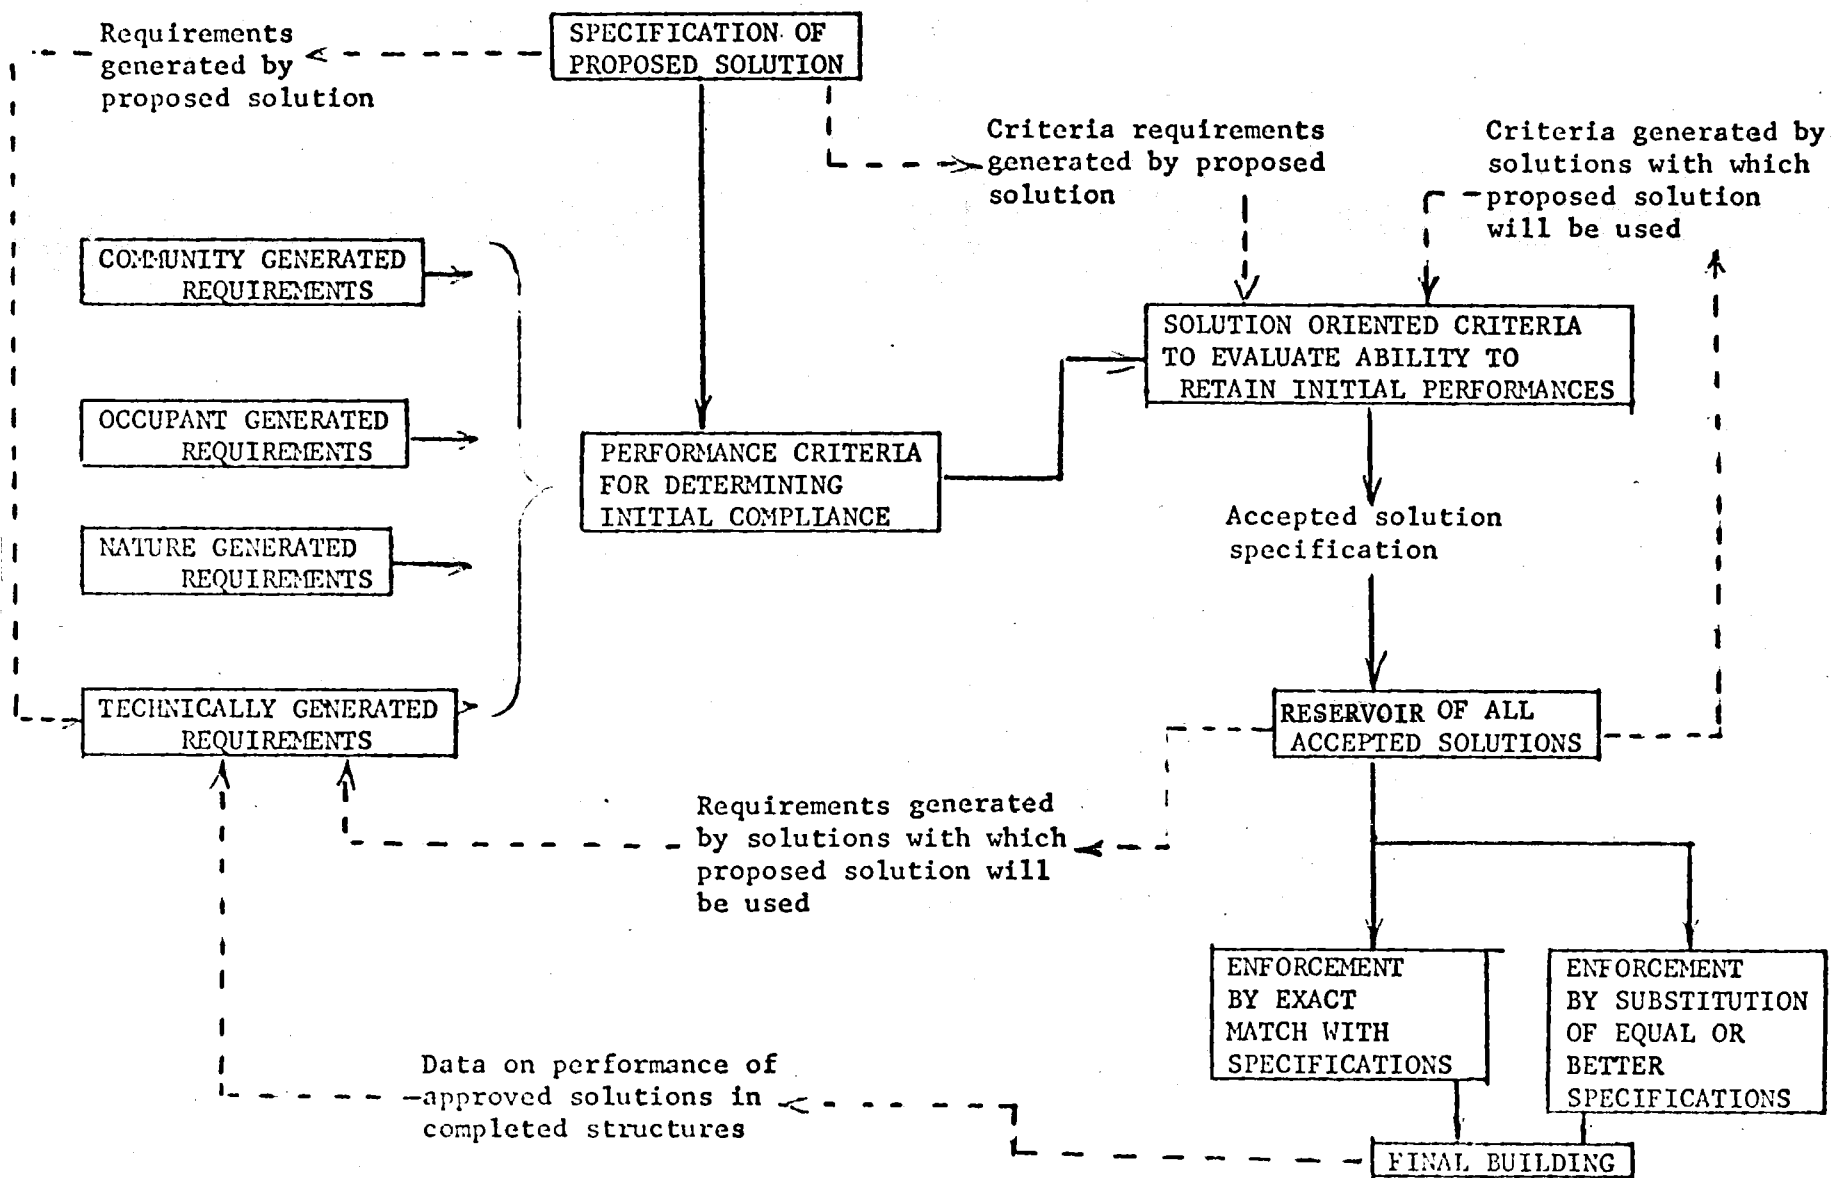 Requirements
generated by
proposed solution
SPECIFICATION OF
PROPOSED SOLUTION
Criteria requirements
generated by proposed
solution
Criteria generated by
solutions with which
proposed solution
will be used
COMMUNITY GENERATED
REQUIREMENTS
OCCUPANT GENERATED
REQUIREMENTS
NATURE GENERATED
REQUIREMENTS
TECHNICALLY GENERATED
REQUIREMENTS
PERFORMANCE CRITERIA
FOR DETERMINING
INITIAL COMPLIANCE
SOLUTION ORIENTED CRITERIA
TO EVALUATE ABILITY TO
RETAIN INITIAL PERFORMANCES
Accepted solution
specification
RESERVOIR OF ALL
ACCEPTED SOLUTIONS
Requirements generated
by solutions with which
proposed solution will
be used
ENFORCEMENT
BY EXACT
MATCH WITH
SPECIFICATIONS
ENFORCEMENT
BY SUBSTITUTION
OF EQUAL OR
BETTER
SPECIFICATIONS
Data on performance of
approved solutions in
completed structures
FINAL BUILDING